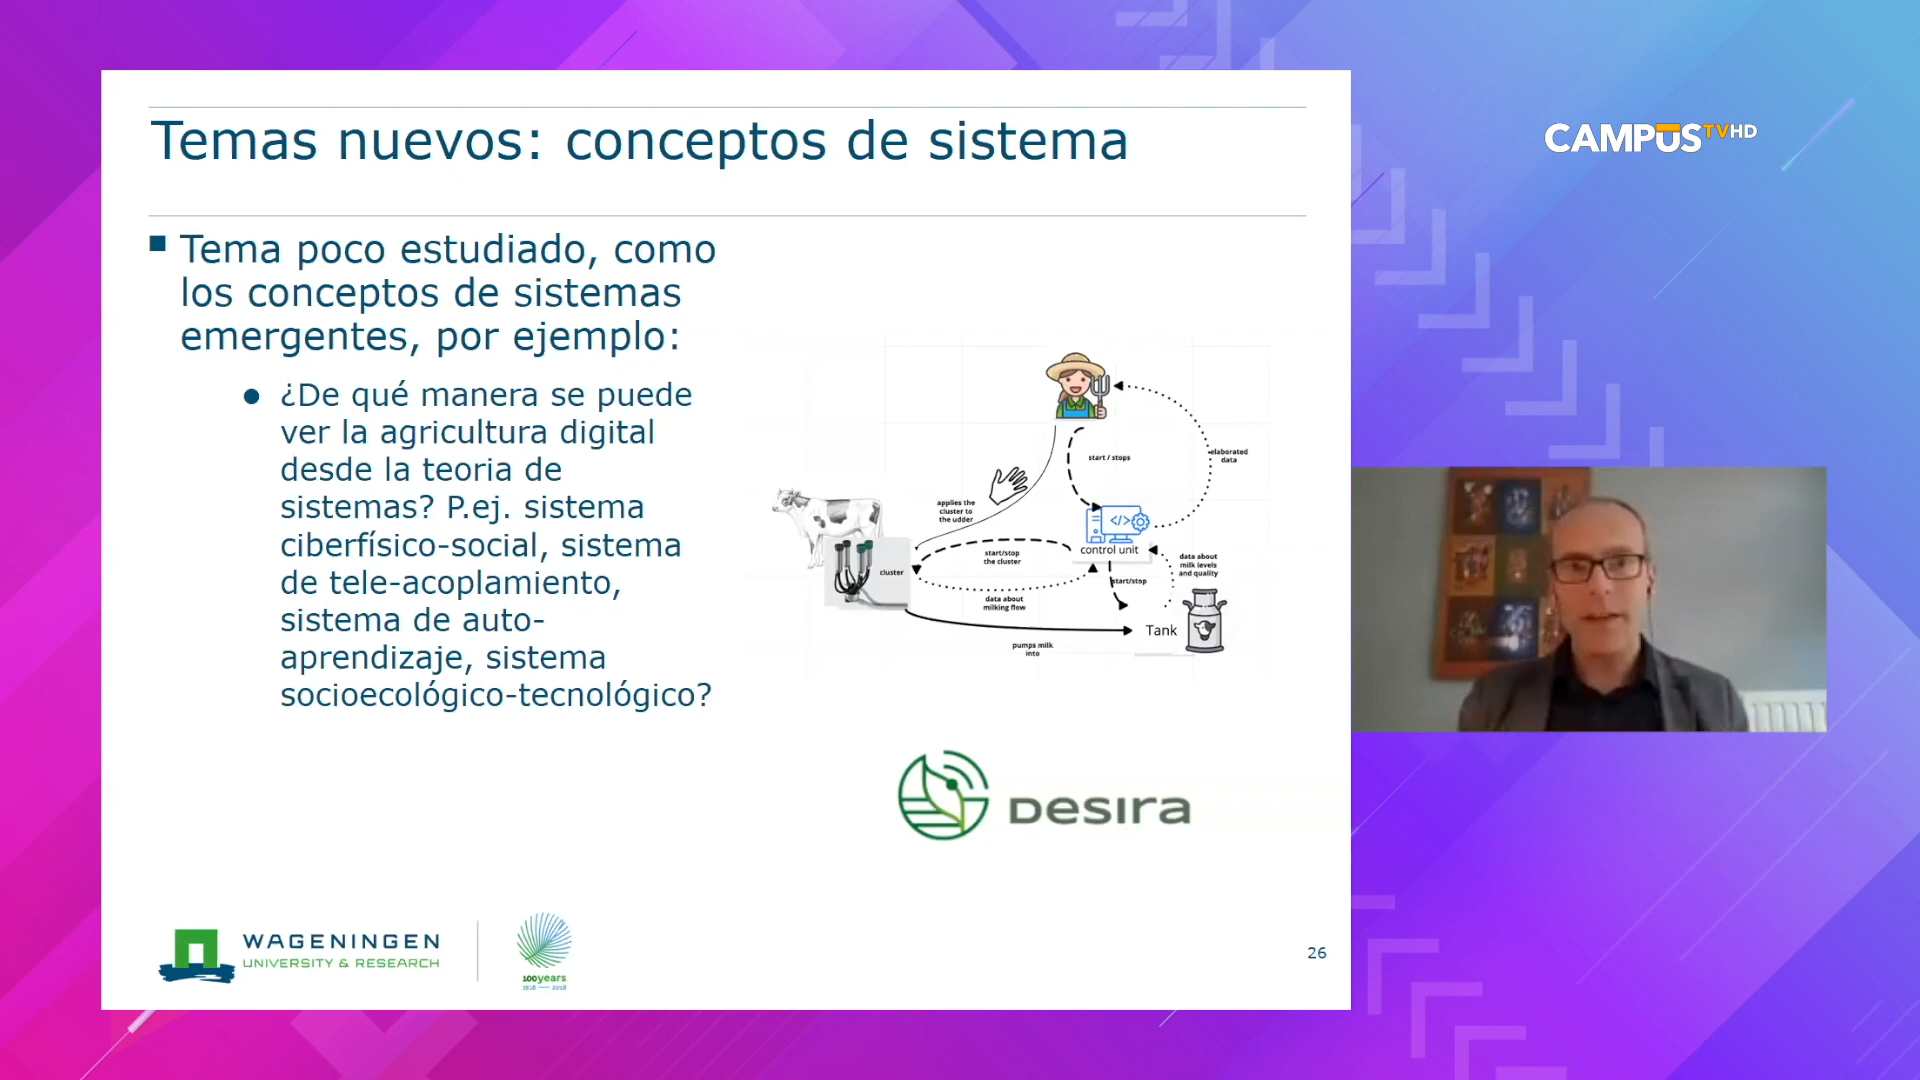 Temas nuevos: conceptos de sistema
CAMPUSTVHD
Tema poco estudiado, como
los conceptos de sistemas
emergentes, por ejemplo:
¿De qué manera se puede
ver la agricultura digital
desde la teoria de
sistemas? P.ej. sistema
ciberfísico-social, sistema
de tele-acoplamiento,
sistema de auto-
aprendizaje, sistema
socioecológico-tecnológico?
start / stops
elaborated
data
applies the
cluster to
the udder
control unit
start/stop
the cluster
data about
milk levels
and quality
cluster
start/stop
data about
milking flow
Tank
pumps milk
into
DESIRA
WAGENINGEN
UNIVERSITY & RESEARCH
100years
1918 — 2018
26